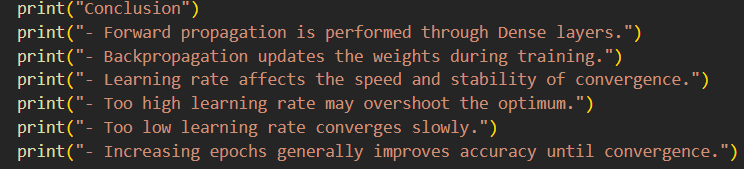 print("Conclusion")
print("- Forward propagation is performed through Dense layers.")
print("- Backpropagation updates the weights during training.")
print("- Learning rate affects the speed and stability of convergence.")
print("- Too high learning rate may overshoot the optimum.")
print("- Too low learning rate converges slowly.")
print("- Increasing epochs generally improves accuracy until convergence.")